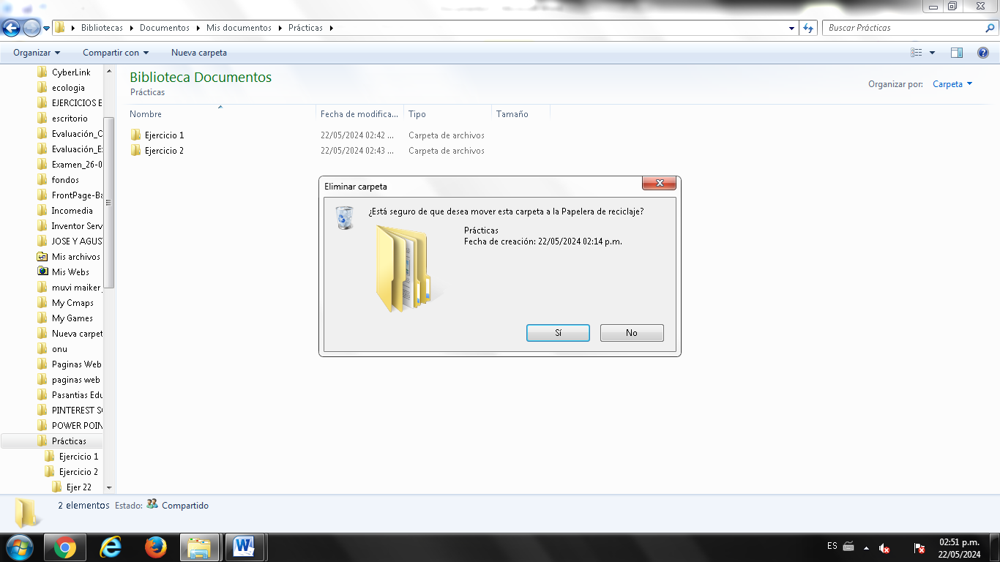 Bibliotecas Documentos Mis documentos Prácticas
Buscar Prácticas
Organizar Compartir con Nueva carpeta
CyberLink
ecologia
EJERCICIOS E
escritorio
Evaluación_C
Evaluación_E
Examen_26-0
fondos
FrontPage-Ba
Incomedia
Inventor Serv
JOSE Y AGUS
Mis archivos
Mis Webs
muvi maiker_
My Cmaps
My Games
Nueva carpet
onu
Paginas Web
paginas web
Pasantias Edu
PINTEREST S
POWER POIN
Prácticas
Ejercicio 1
Ejercicio 2
Ejer 22
Biblioteca Documentos
Prácticas
Organizar por: Carpeta
Nombre Fecha de modifica... Tipo Tamaño
Ejercicio 1 22/05/2024 02:42 ... Carpeta de archivos
Ejercicio 2 22/05/2024 02:43 ... Carpeta de archivos
Eliminar carpeta
¿Está seguro de que desea mover esta carpeta a la Papelera de reciclaje?
Prácticas
Fecha de creación: 22/05/2024 02:14 p.m.
Sí No
2 elementos Estado: Compartido
ES 02:51 p.m.
22/05/2024